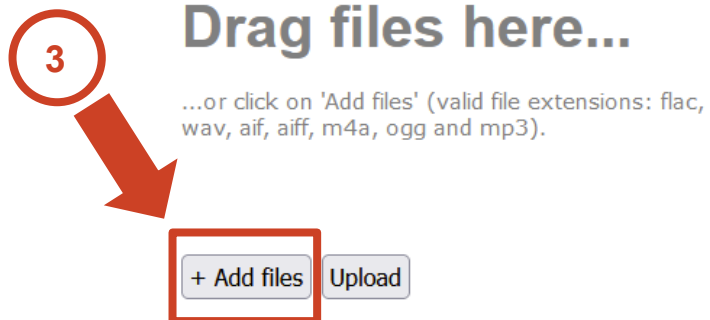 Drag files here...
3
...or click on 'Add files' (valid file extensions: flac,
wav, aif, aiff, m4a, ogg and mp3).
+ Add files
Upload